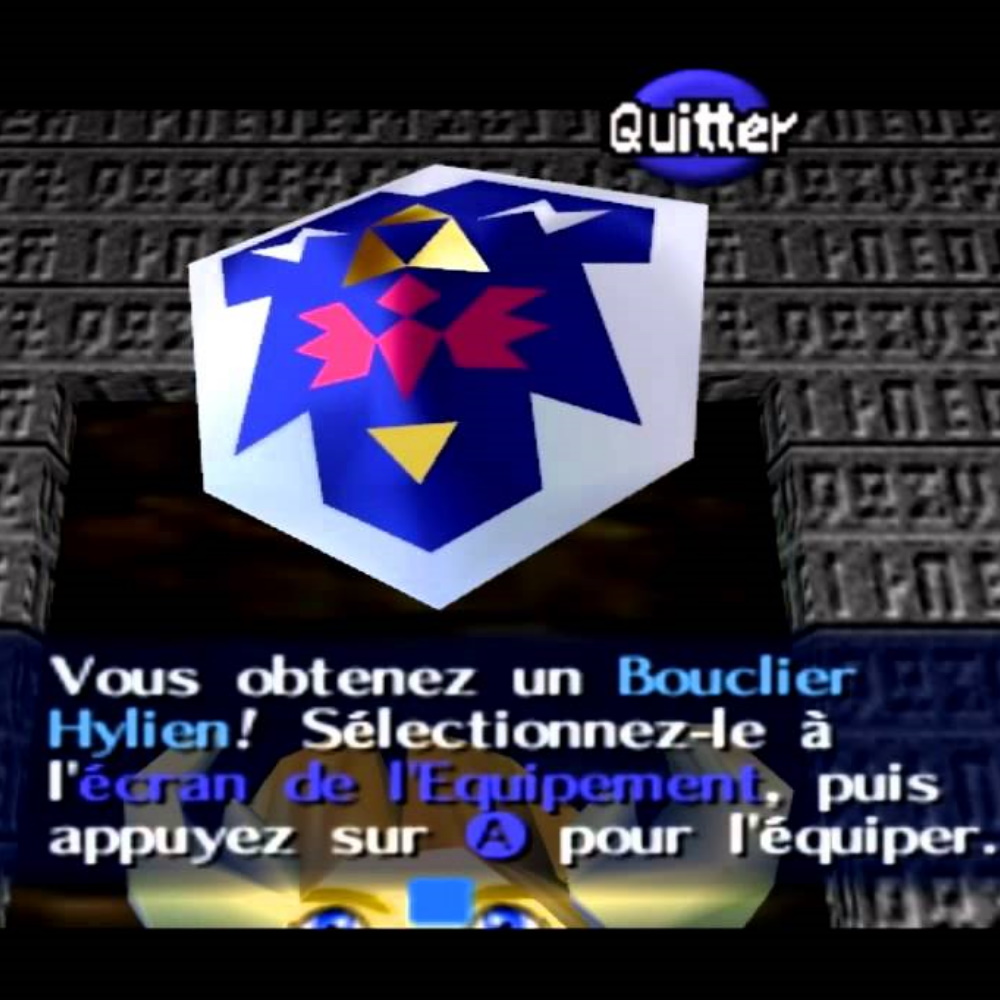 Quitter
Vous obtenez un Bouclier
Hylien! Sélectionnez-le à
l'écran de l'Equipement, puis
appuyez sur A pour l'équiper.